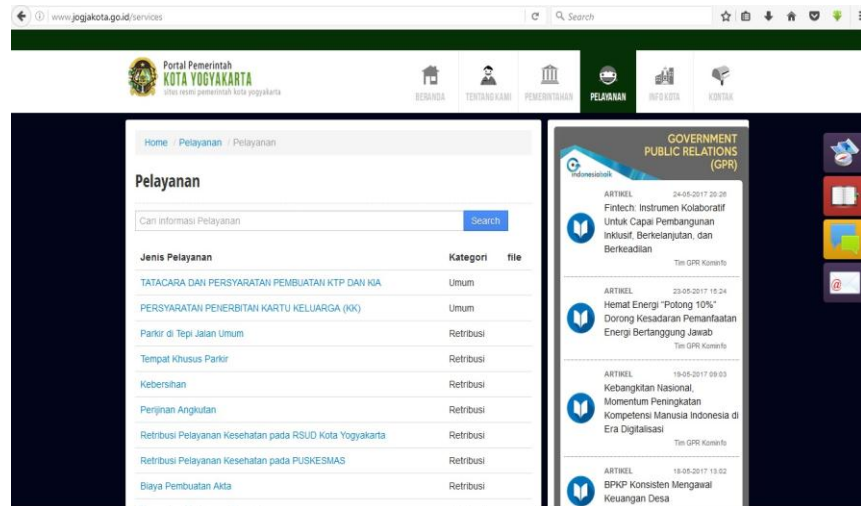 www.jogjakota.go.id/services
Search
Portal Pemerintah
KOTA YOGYAKARTA
situs resmi pemerintah kota yogyakarta
BERANDA
TENTANG KAMI
PEMERINTAHAN
PELAYANAN
INFO KOTA
KONTAK
Home / Pelayanan / Pelayanan
Pelayanan
Cari informasi Pelayanan
Search
Jenis Pelayanan Kategori file
TATACARA DAN PERSYARATAN PEMBUATAN KTP DAN KIA Umum
PERSYARATAN PENERBITAN KARTU KELUARGA (KK) Umum
Parkir di Tepi Jalan Umum Retribusi
Tempat Khusus Parkir Retribusi
Kebersihan Retribusi
Perijinan Angkutan Retribusi
Retribusi Pelayanan Kesehatan pada RSUD Kota Yogyakarta Retribusi
Retribusi Pelayanan Kesehatan pada PUSKESMAS Retribusi
Biaya Pembuatan Akta Retribusi
GOVERNMENT
PUBLIC RELATIONS
(GPR)
indonesiabaik
ARTIKEL 24-05-2017 20:26
Fintech: Instrumen Kolaboratif
Untuk Capai Pembangunan
Inklusif, Berkelanjutan, dan
Berkeadilan
Tim GPR Kominfo
ARTIKEL 23-05-2017 15:24
Hemat Energi "Potong 10%"
Dorong Kesadaran Pemanfaatan
Energi Bertanggung Jawab
Tim GPR Kominfo
ARTIKEL 19-05-2017 09:03
Kebangkitan Nasional,
Momentum Peningkatan
Kompetensi Manusia Indonesia di
Era Digitalisasi
Tim GPR Kominfo
ARTIKEL 18-05-2017 13:02
BPKP Konsisten Mengawal
Keuangan Desa